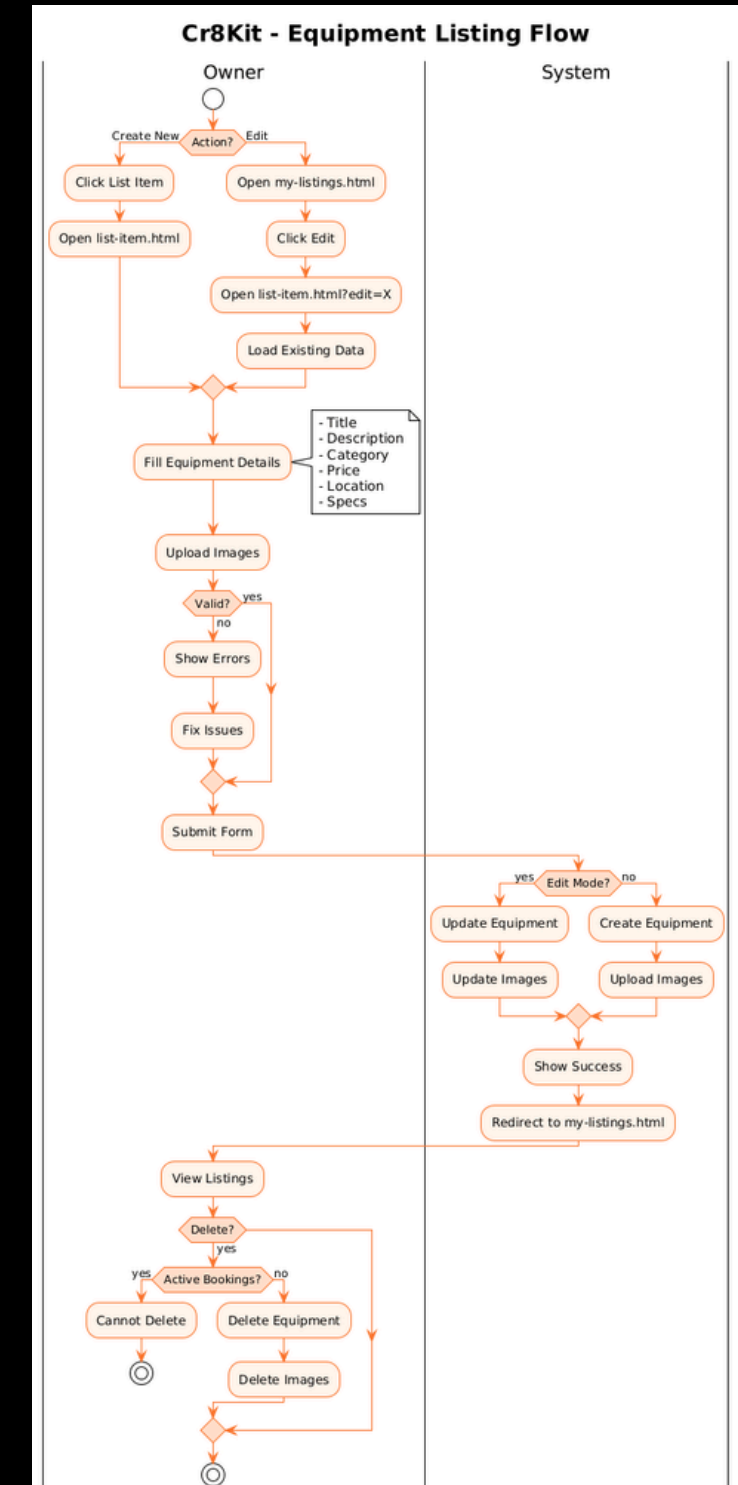 Cr8Kit - Equipment Listing Flow
Owner
System
Action?
Create New
Edit
Click List Item
Open my-listings.html
Open list-item.html
Click Edit
Open list-item.html?edit=X
Load Existing Data
- Title
- Description
- Category
- Price
- Location
- Specs
Fill Equipment Details
Upload Images
Valid?
yes
no
Show Errors
Fix Issues
Submit Form
Edit Mode?
yes
no
Update Equipment
Create Equipment
Update Images
Upload Images
Show Success
Redirect to my-listings.html
View Listings
Delete?
yes
Active Bookings?
yes
no
Cannot Delete
Delete Equipment
Delete Images